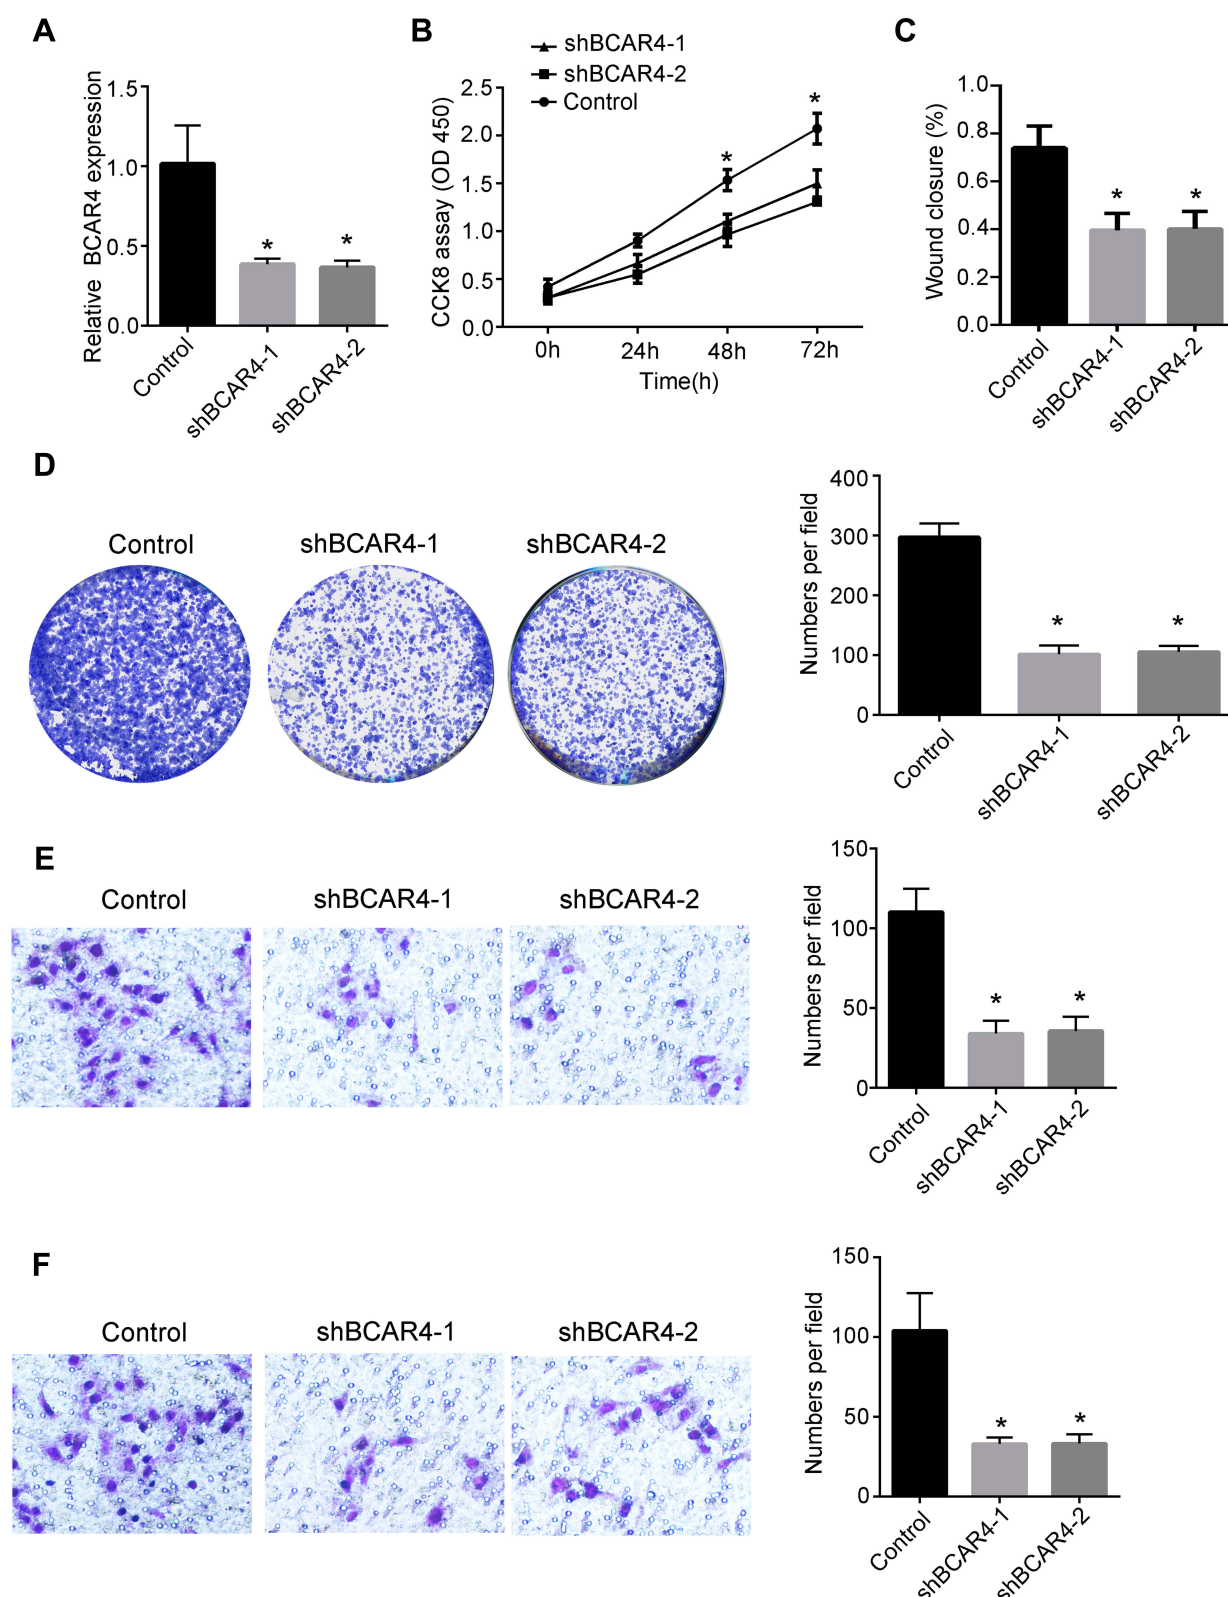 A
Relative BCAR4 expression
1.5
1.0
0.5
0.0
*
*
Control
shBCAR4-1
shBCAR4-2
B
shBCAR4-1
shBCAR4-2
Control
CCK8 assay (OD 450)
2.5
2.0
1.5
1.0
0.5
0.0
*
*
0h 24h 48h 72h
Time(h)
C
Wound closure (%)
1.0
0.8
0.6
0.4
0.2
0.0
*
*
Control
shBCAR4-1
shBCAR4-2
D
Control shBCAR4-1 shBCAR4-2
Numbers per field
400
300
200
100
0
*
*
Control
shBCAR4-1
shBCAR4-2
E
Control shBCAR4-1 shBCAR4-2
Numbers per field
150
100
50
0
*
*
Control
shBCAR4-1
shBCAR4-2
F
Control shBCAR4-1 shBCAR4-2
Numbers per field
150
100
50
0
*
*
Control
shBCAR4-1
shBCAR4-2